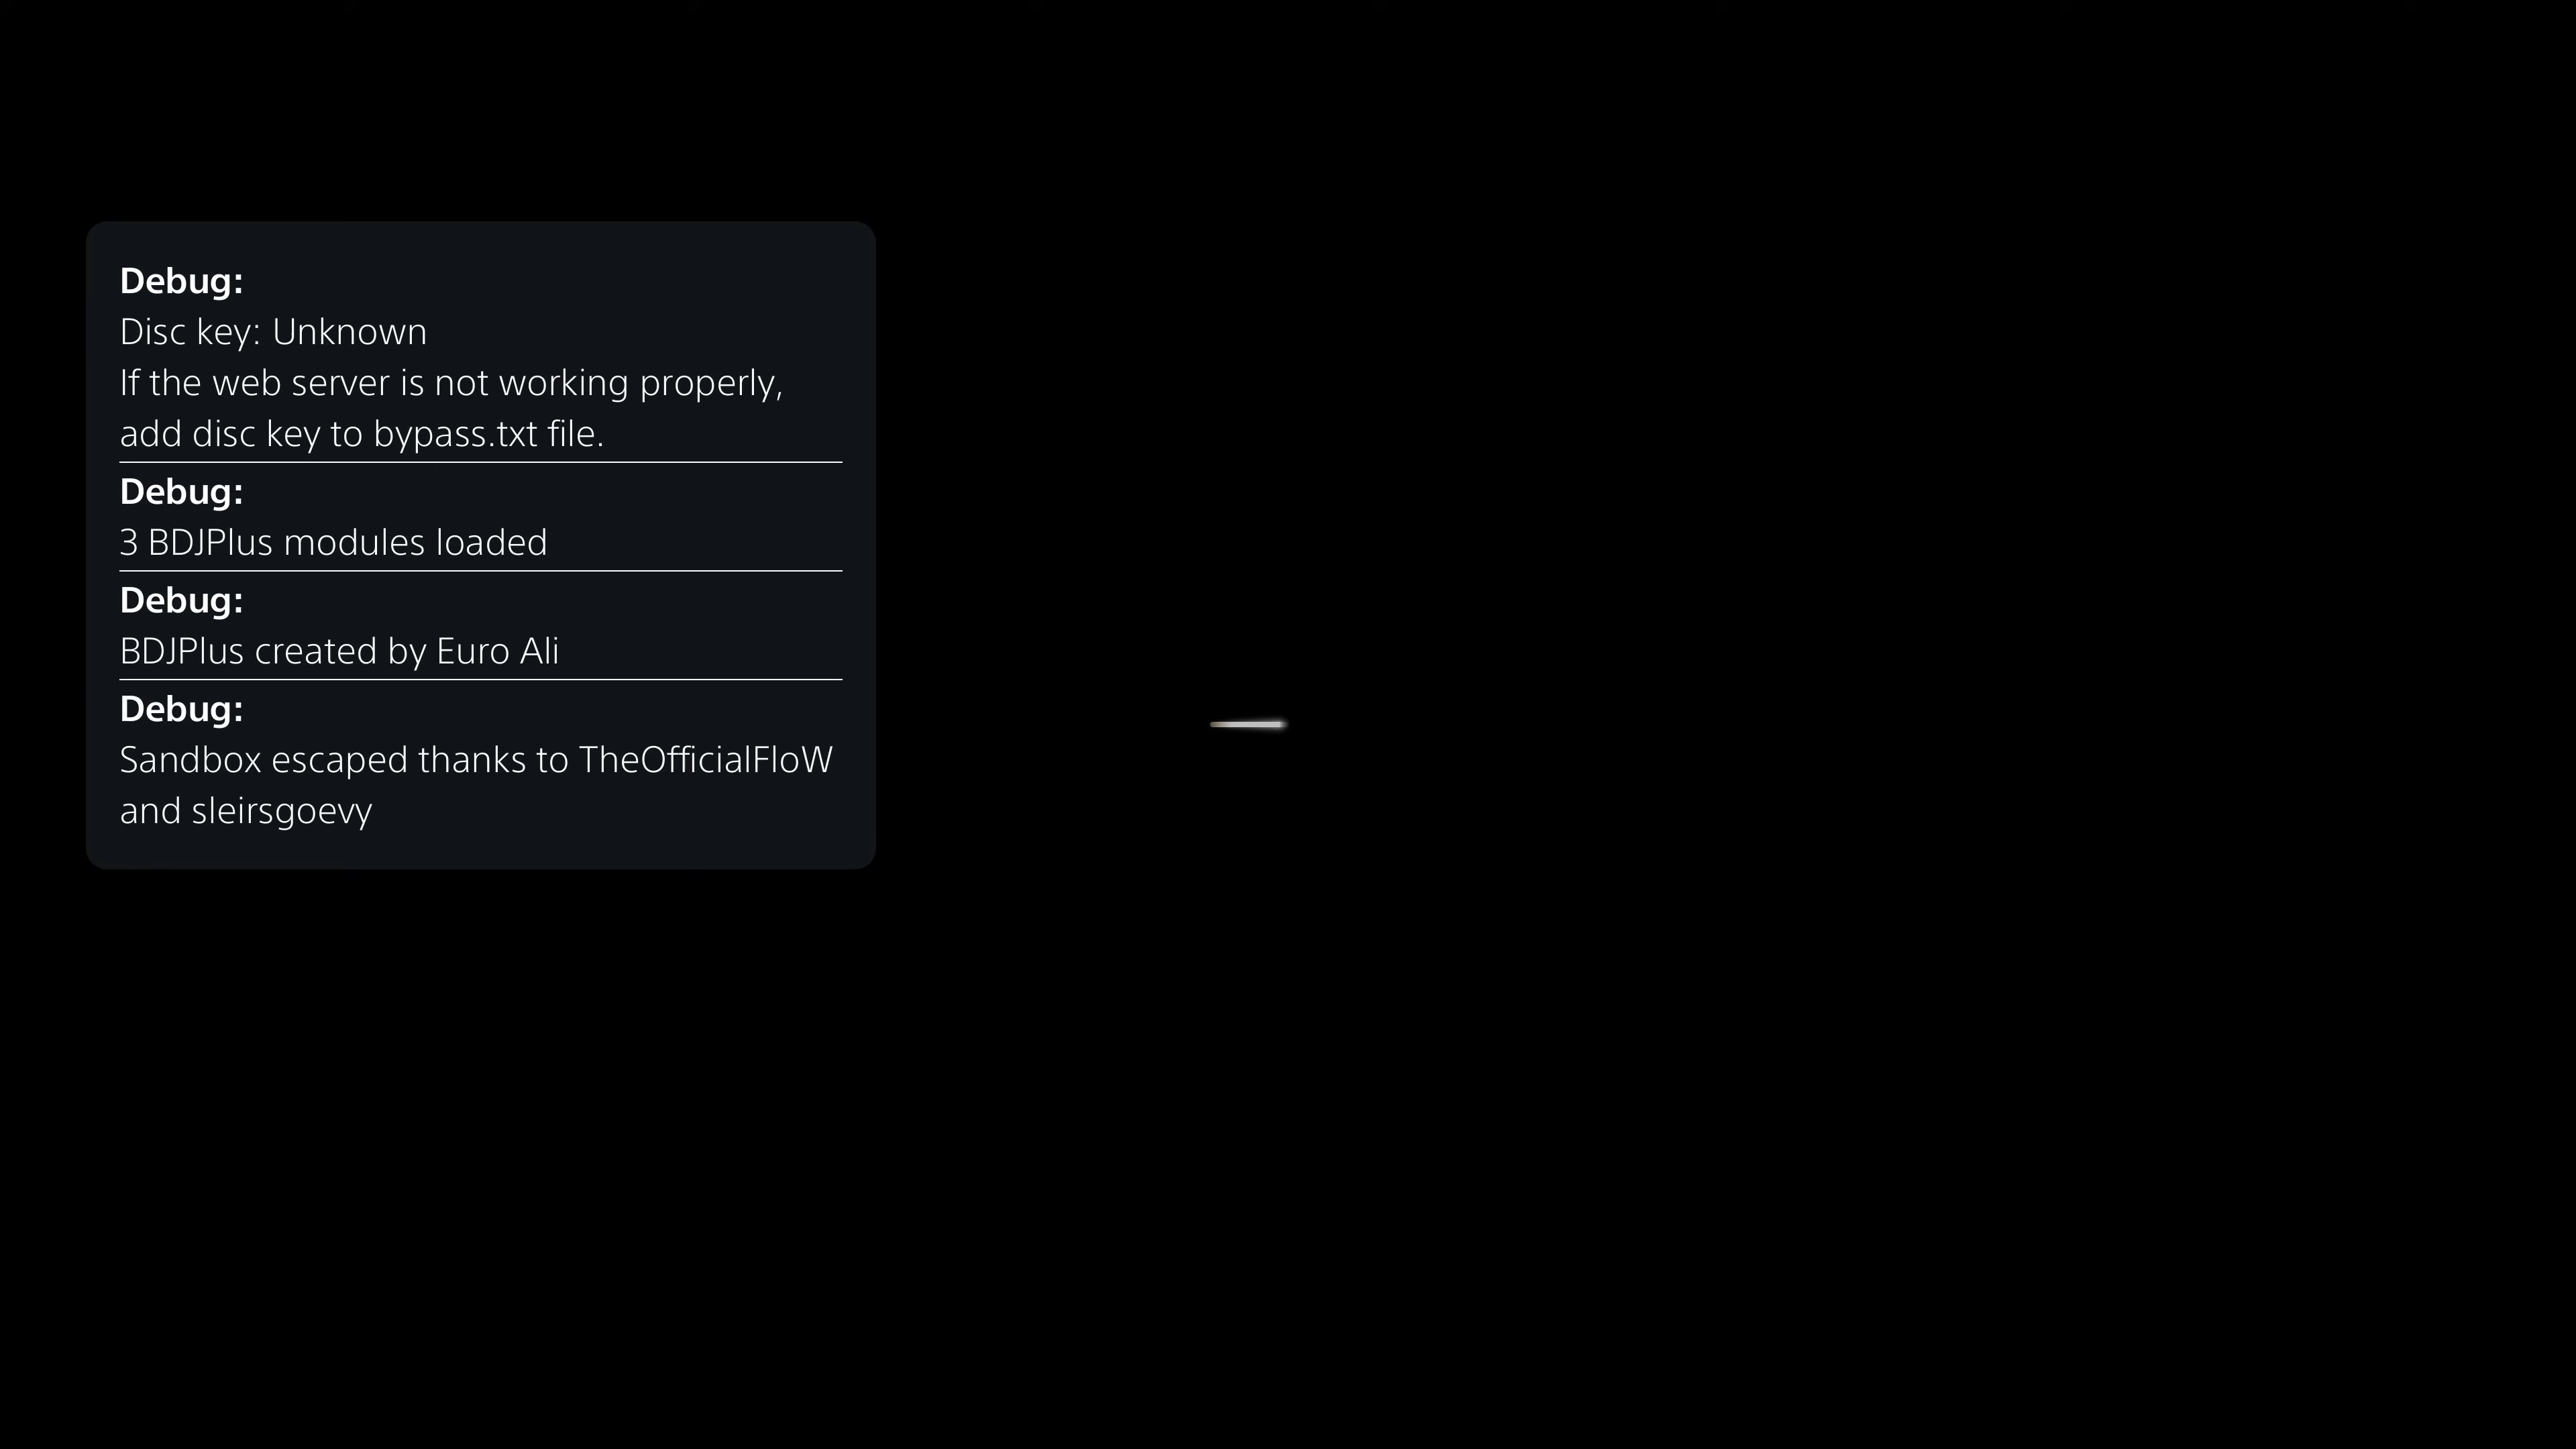 Debug:
Disc key: Unknown
If the web server is not working properly,
add disc key to bypass.txt file.
Debug:
3 BDJPlus modules loaded
Debug:
BDJPlus created by Euro Ali
Debug:
Sandbox escaped thanks to TheOfficialFloW
and sleirsgoevy